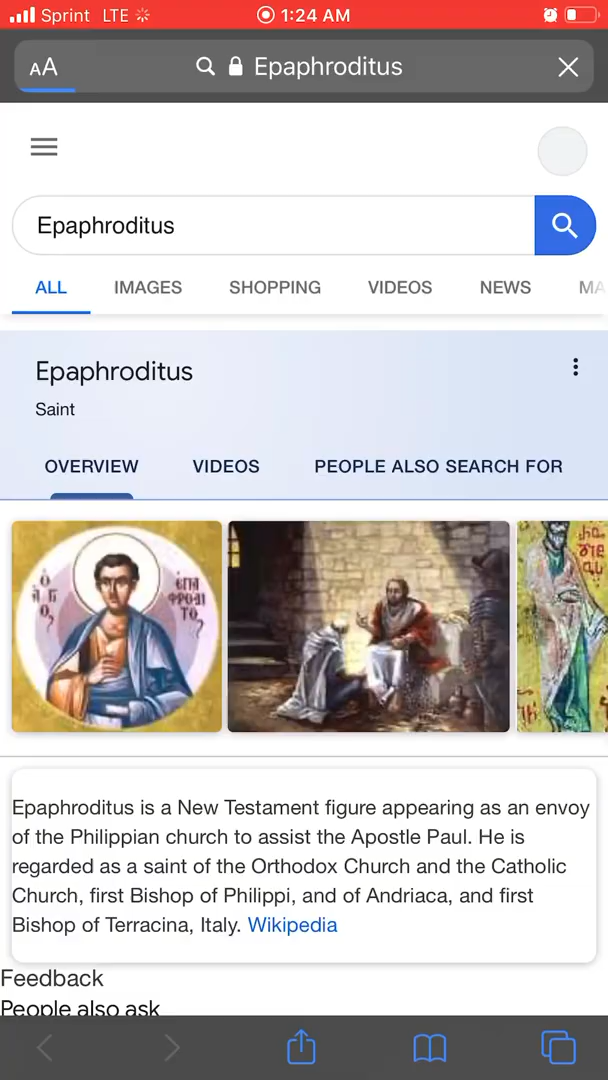 Sprint LTE 1:24 AM
AA Epaphroditus
Epaphroditus
ALL IMAGES SHOPPING VIDEOS NEWS MA
Epaphroditus
Saint
OVERVIEW VIDEOS PEOPLE ALSO SEARCH FOR
Epaphroditus is a New Testament figure appearing as an envoy
of the Philippian church to assist the Apostle Paul. He is
regarded as a saint of the Orthodox Church and the Catholic
Church, first Bishop of Philippi, and of Andriaca, and first
Bishop of Terracina, Italy. Wikipedia
Feedback
People also ask